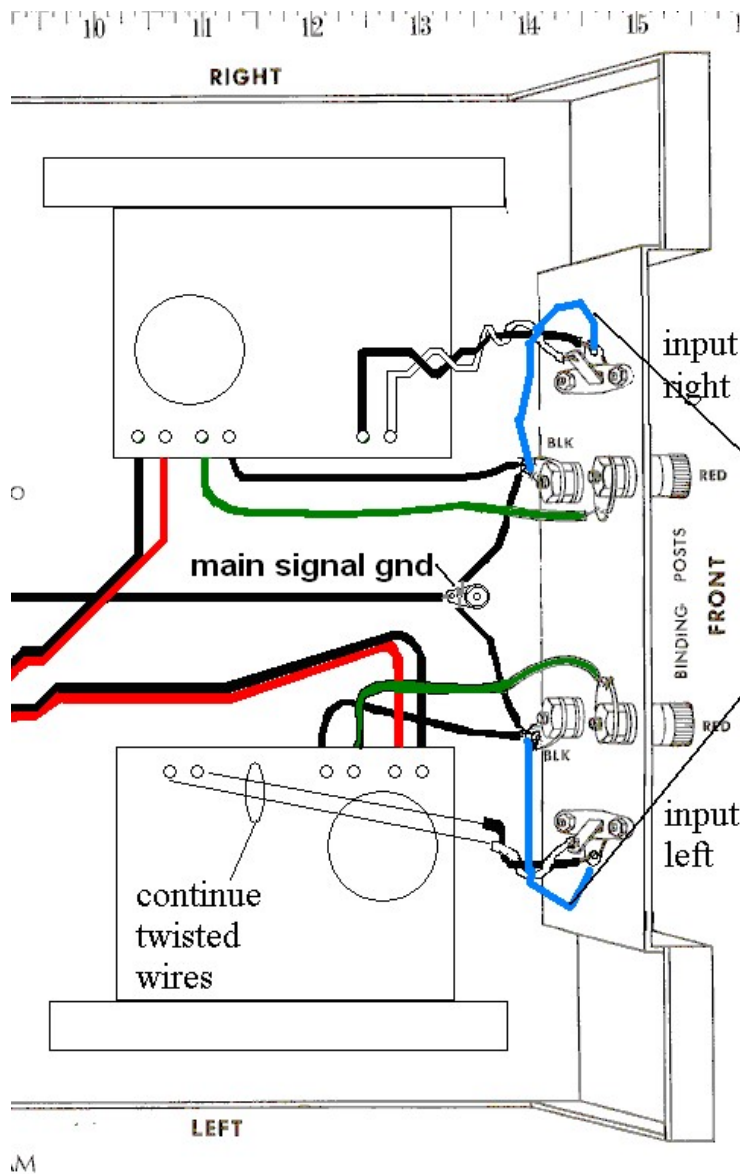 10 11 12 13 14 15
RIGHT
input
right
BLK
RED
main signal gnd
BINDING POSTS
FRONT
RED
BLK
input
left
continue
twisted
wires
LEFT
AM